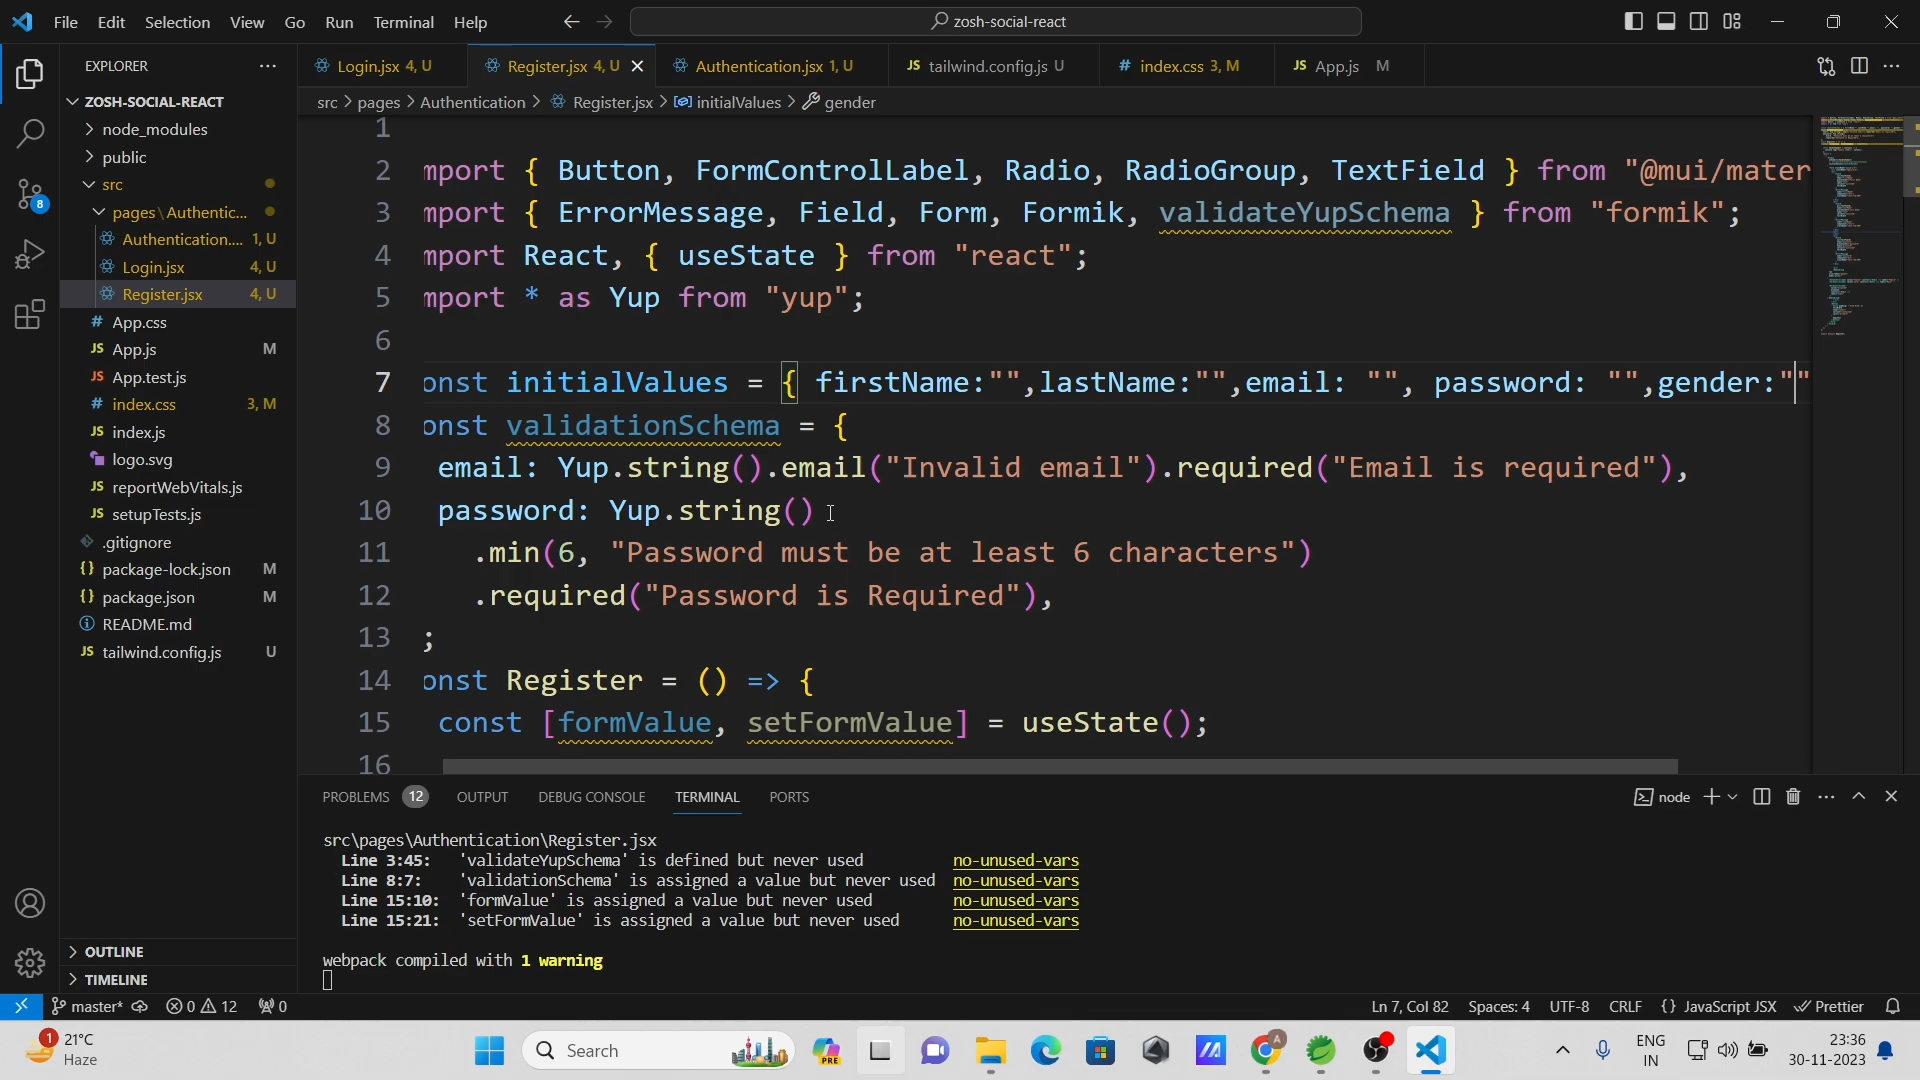 File Edit Selection View Go Run Terminal Help
zosh-social-react
EXPLORER
ZOSH-SOCIAL-REACT
node_modules
public
src
pages\Authentic...
Authentication.... 1, U
Login.jsx 4, U
Register.jsx 4, U
App.css
App.js M
App.test.js
index.css 3, M
index.js
logo.svg
reportWebVitals.js
setupTests.js
.gitignore
package-lock.json M
package.json M
README.md
tailwind.config.js U
OUTLINE
TIMELINE
8
Login.jsx 4, U Register.jsx 4, U Authentication.jsx 1, U tailwind.config.js U index.css 3, M App.js M
src > pages > Authentication > Register.jsx > initialValues > gender
1
2 mport { Button, FormControlLabel, Radio, RadioGroup, TextField } from "@mui/mater
3 mport { ErrorMessage, Field, Form, Formik, validateYupSchema } from "formik";
4 mport React, { useState } from "react";
5 mport * as Yup from "yup";
6
7 onst initialValues = { firstName:"",lastName:"",email: "", password: "",gender:""
8 onst validationSchema = {
9 email: Yup.string().email("Invalid email").required("Email is required"),
10 password: Yup.string()
11 .min(6, "Password must be at least 6 characters")
12 .required("Password is Required"),
13 ;
14 onst Register = () => {
15 const [formValue, setFormValue] = useState();
16
PROBLEMS 12 OUTPUT DEBUG CONSOLE TERMINAL PORTS
node
src\pages\Authentication\Register.jsx
Line 3:45: 'validateYupSchema' is defined but never used no-unused-vars
Line 8:7: 'validationSchema' is assigned a value but never used no-unused-vars
Line 15:10: 'formValue' is assigned a value but never used no-unused-vars
Line 15:21: 'setFormValue' is assigned a value but never used no-unused-vars
webpack compiled with 1 warning
master* 0 12 0
Ln 7, Col 82 Spaces: 4 UTF-8 CRLF {} JavaScript JSX Prettier
1
21°C
Haze
Search
PRE
A
ENG
IN
23:36
30-11-2023